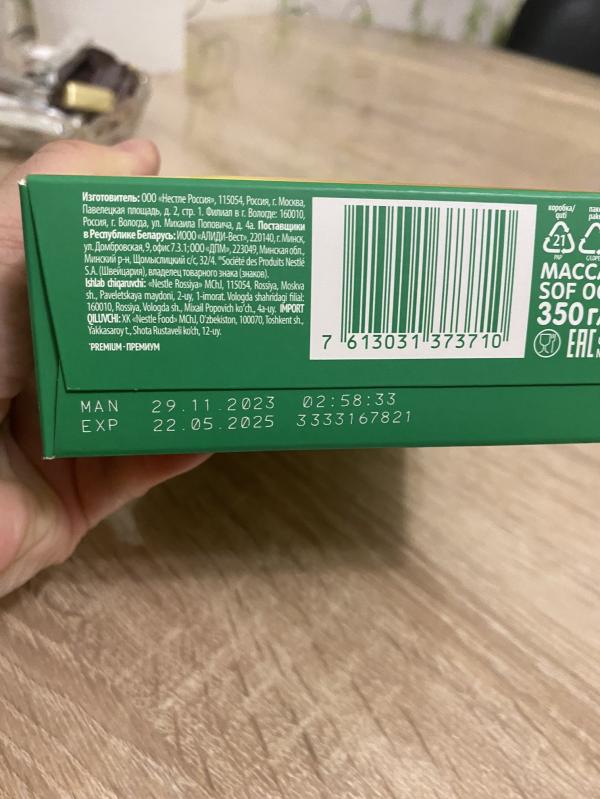 Изготовитель: ООО «Нестле Россия», 115054, Россия, г. Москва,
Павелецкая площадь, д. 2, стр. 1. Филиал в г. Вологде: 160010,
Россия, г. Вологда, ул. Михаила Поповича, д. 4а. Поставщики
в Республике Беларусь: ИООО «АЛИДИ-Вест», 220140, г. Минск,
ул. Домбровская, 9, офис 7.3.1; ООО «ДПМ», 223049, Минская обл.,
Минский р-н, Щомыслицкий с/с, 32/4. °Société des Produits Nestlé
S.A. (Швейцария), владелец товарного знака (знаков).
Ishlab chiqaruvchi: «Nestle Rossiya» MChJ, 115054, Rossiya, Moskva
sh., Paveletskaya maydoni, 2-uy, 1-imorat. Vologda shahridagi filial:
160010, Rossiya, Vologda sh., Mixail Popovich ko'ch., 4a-uy. IMPORT
QILUVCHI: XK «Nestle Food» MChJ, O'zbekiston, 100070, Toshkent sh.,
Yakkasaroy t., Shota Rustaveli ko'ch, 12-uy.
*PREMIUM - ПРЕМИУМ
7 613031 373710
коробка/
quti
21
PAP
МАССА
SOF
350 г/
EAC
MAN 29.11.2023 02:58:33
EXP 22.05.2025 3333167821